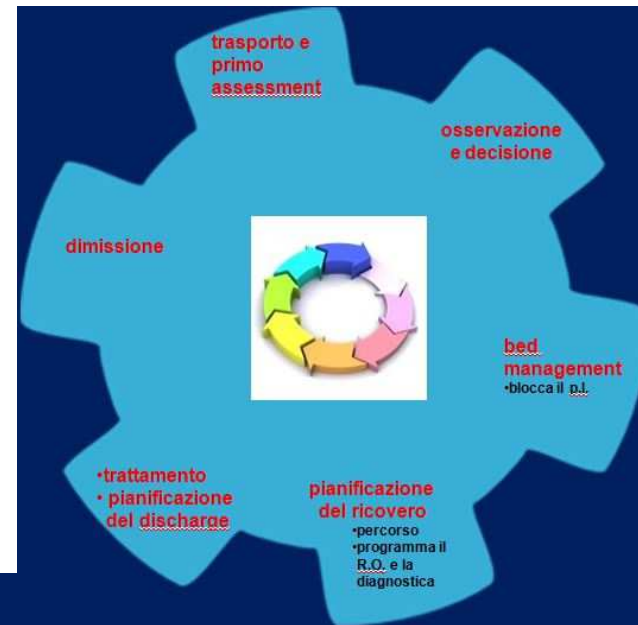 trasporto e
primo
assessment
osservazione
e decisione
bed
management
•blocca il p.l.
pianificazione
del ricovero
•percorso
•programma il
R.O. e la
diagnostica
•trattamento
• pianificazione
del discharge
dimissione